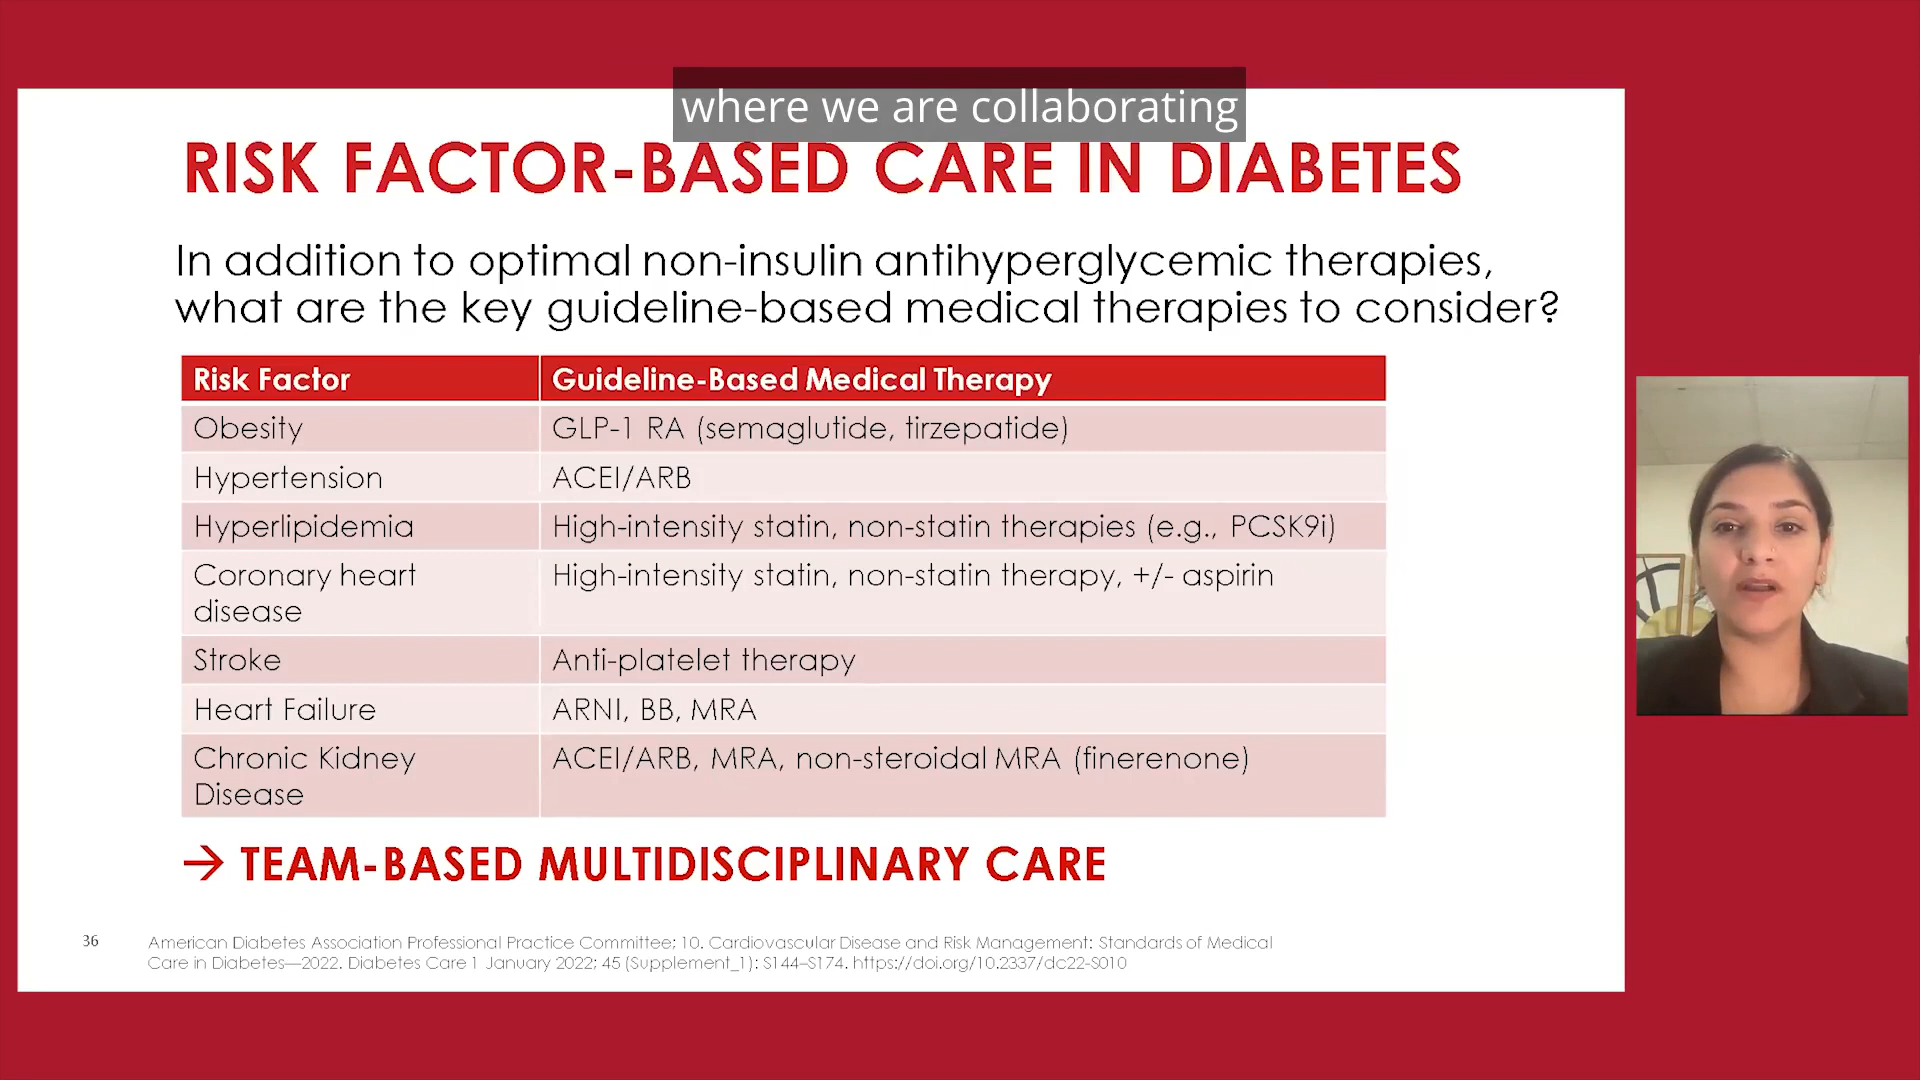 where we are collaborating
RISK FACTOR-BASED CARE IN DIABETES
In addition to optimal non-insulin antihyperglycemic therapies,
what are the key guideline-based medical therapies to consider?
Risk Factor Guideline-Based Medical Therapy
Obesity GLP-1 RA (semaglutide, tirzepatide)
Hypertension ACEI/ARB
Hyperlipidemia High-intensity statin, non-statin therapies (e.g., PCSK9i)
Coronary heart High-intensity statin, non-statin therapy, +/- aspirin
disease
Stroke Anti-platelet therapy
Heart Failure ARNI, BB, MRA
Chronic Kidney ACEI/ARB, MRA, non-steroidal MRA (finerenone)
Disease
→ TEAM-BASED MULTIDISCIPLINARY CARE
36 American Diabetes Association Professional Practice Committee; 10. Cardiovascular Disease and Risk Management: Standards of Medical
Care in Diabetes—2022. Diabetes Care 1 January 2022; 45 (Supplement_1): S144–S174. https://doi.org/10.2337/dc22-S010